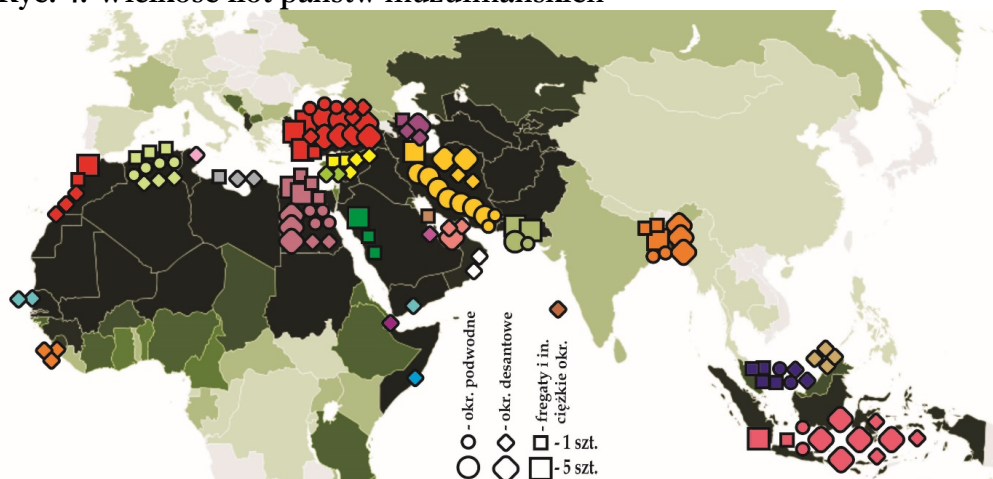 Ryc. 4. Wielkość flot państw muzułmańskich
- okr. podwodne
- okr. desantowe
- fregaty i in.
ciężkie okr.
- 1 szt.
- 5 szt.